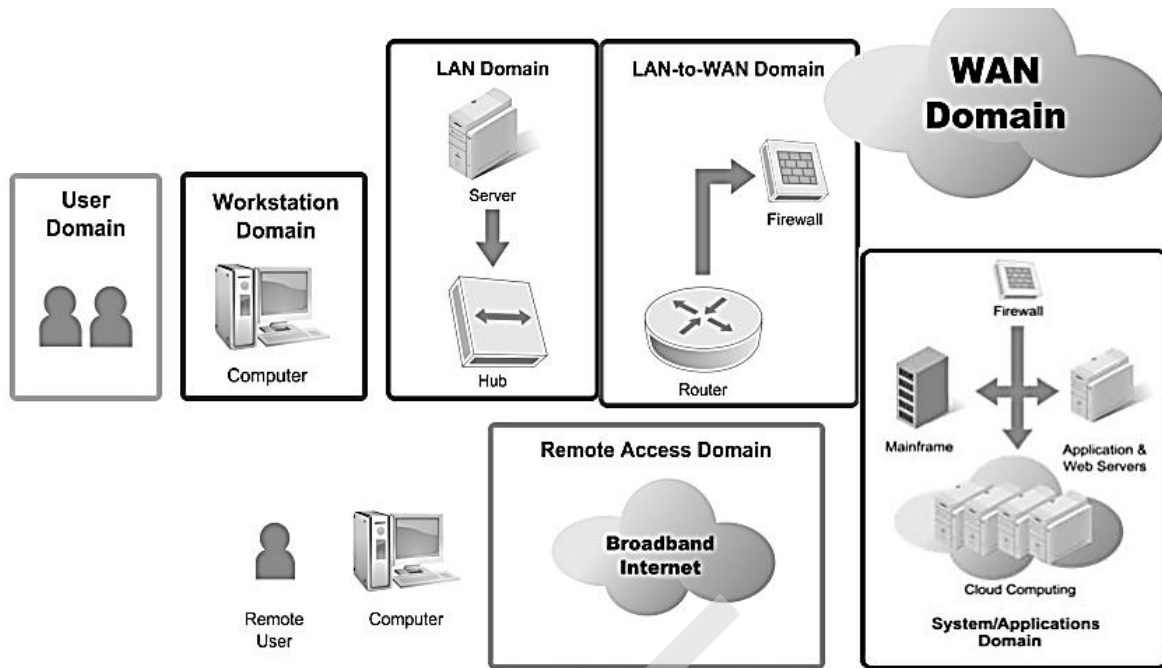 User
Domain
Workstation
Domain
Computer
LAN Domain
Server
Hub
LAN-to-WAN Domain
Firewall
Router
WAN
Domain
Firewall
Mainframe
Application &
Web Servers
Cloud Computing
System/Applications
Domain
Remote Access Domain
Broadband
Internet
Remote
User
Computer